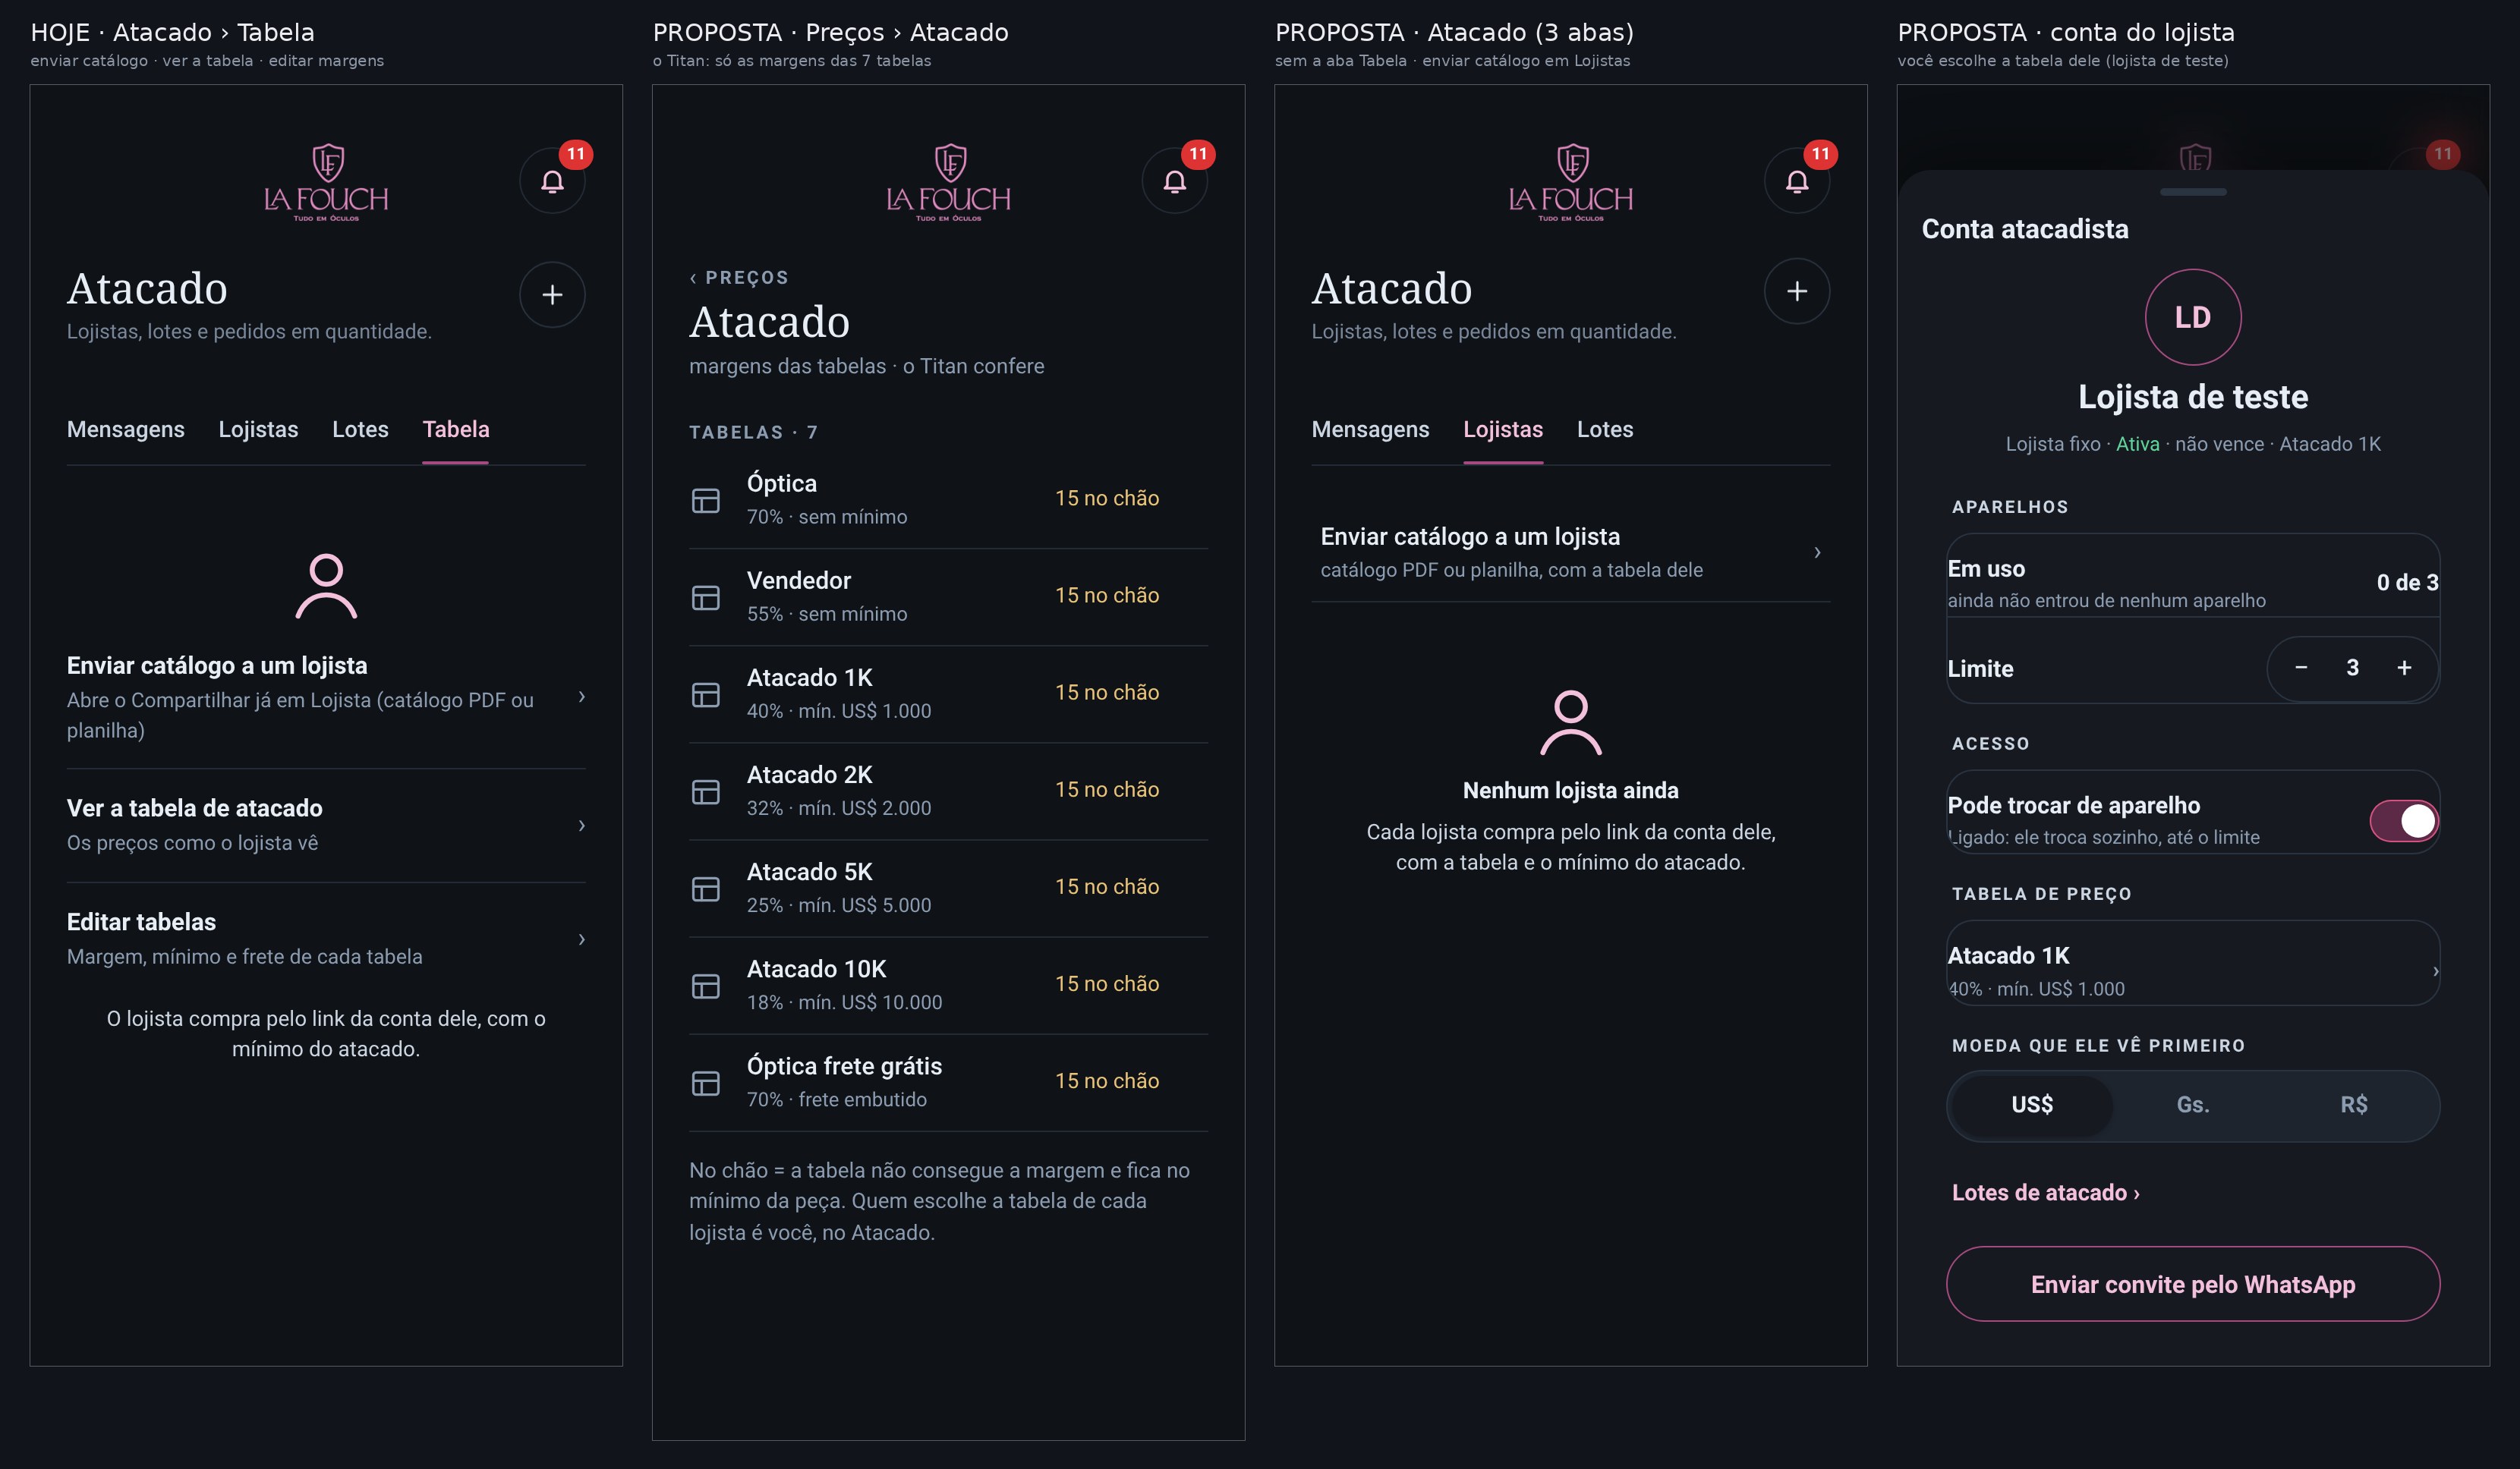 HOJE · Atacado › Tabela
enviar catálogo · ver a tabela · editar margens
11
LF
LA FOUCH
TUDO EM ÓCULOS
Atacado
+
Lojistas, lotes e pedidos em quantidade.
Mensagens Lojistas Lotes Tabela
Enviar catálogo a um lojista
Abre o Compartilhar já em Lojista (catálogo PDF ou
planilha)
›
Ver a tabela de atacado
Os preços como o lojista vê
›
Editar tabelas
Margem, mínimo e frete de cada tabela
›
O lojista compra pelo link da conta dele, com o
mínimo do atacado.
PROPOSTA · Preços › Atacado
o Titan: só as margens das 7 tabelas
11
LF
LA FOUCH
TUDO EM ÓCULOS
‹ PREÇOS
Atacado
margens das tabelas · o Titan confere
TABELAS · 7
Óptica
70% · sem mínimo
15 no chão
Vendedor
55% · sem mínimo
15 no chão
Atacado 1K
40% · mín. US$ 1.000
15 no chão
Atacado 2K
32% · mín. US$ 2.000
15 no chão
Atacado 5K
25% · mín. US$ 5.000
15 no chão
Atacado 10K
18% · mín. US$ 10.000
15 no chão
Óptica frete grátis
70% · frete embutido
15 no chão
No chão = a tabela não consegue a margem e fica no
mínimo da peça. Quem escolhe a tabela de cada
lojista é você, no Atacado.
PROPOSTA · Atacado (3 abas)
sem a aba Tabela · enviar catálogo em Lojistas
11
LF
LA FOUCH
TUDO EM ÓCULOS
Atacado
+
Lojistas, lotes e pedidos em quantidade.
Mensagens Lojistas Lotes
Enviar catálogo a um lojista
catálogo PDF ou planilha, com a tabela dele
›
Nenhum lojista ainda
Cada lojista compra pelo link da conta dele,
com a tabela e o mínimo do atacado.
PROPOSTA · conta do lojista
você escolhe a tabela dele (lojista de teste)
11
LF
Conta atacadista
LD
Lojista de teste
Lojista fixo · Ativa · não vence · Atacado 1K
APARELHOS
Em uso
ainda não entrou de nenhum aparelho
0 de 3
Limite
− 3 +
ACESSO
Pode trocar de aparelho
Ligado: ele troca sozinho, até o limite
TABELA DE PREÇO
Atacado 1K
40% · mín. US$ 1.000
›
MOEDA QUE ELE VÊ PRIMEIRO
US$ Gs. R$
Lotes de atacado ›
Enviar convite pelo WhatsApp